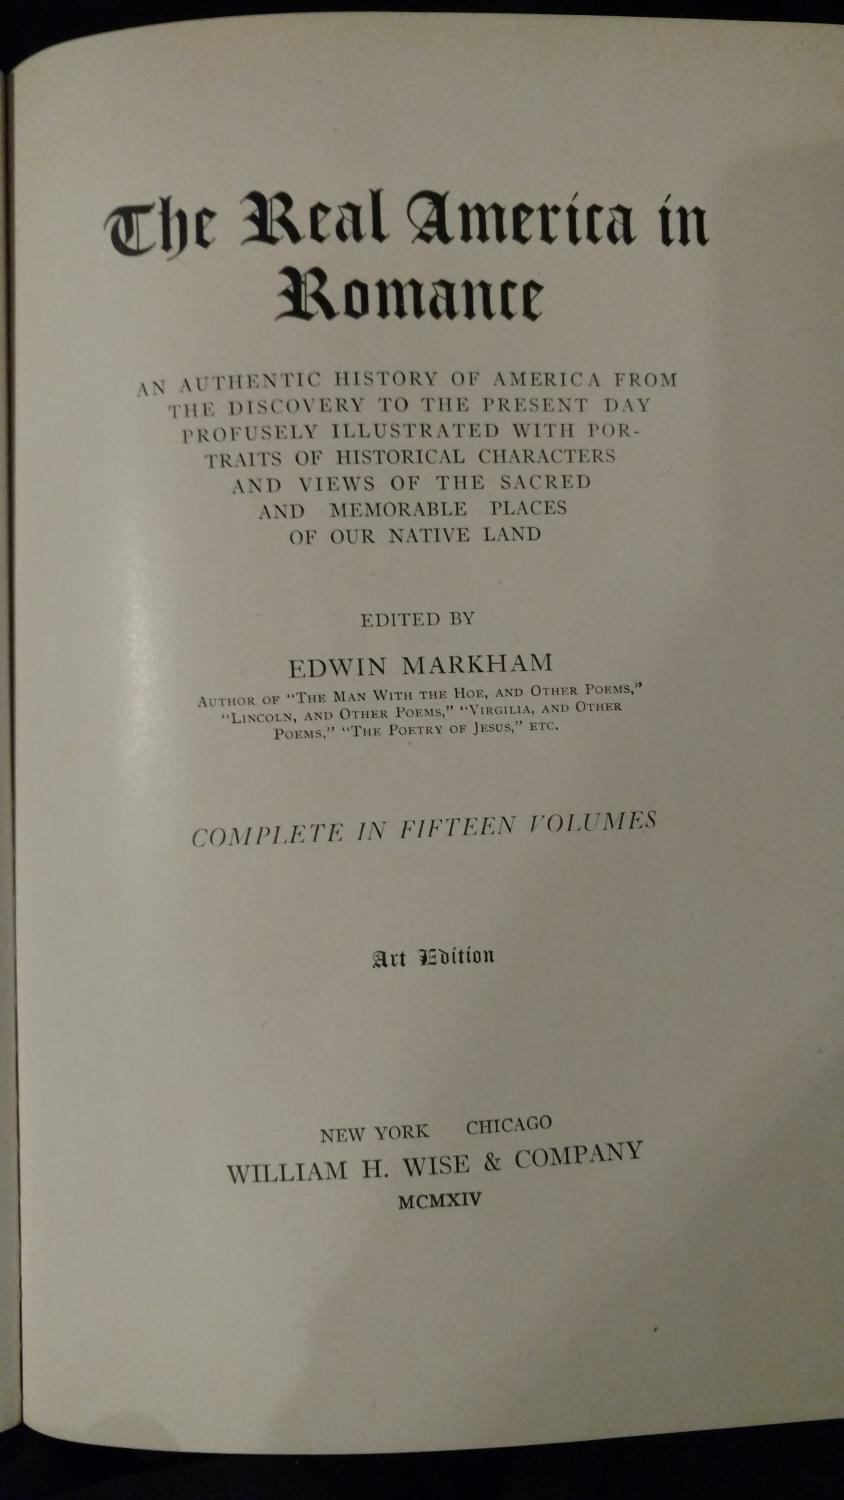 The Real America in
Romance
AN AUTHENTIC HISTORY OF AMERICA FROM
THE DISCOVERY TO THE PRESENT DAY
PROFUSELY ILLUSTRATED WITH POR-
TRAITS OF HISTORICAL CHARACTERS
AND VIEWS OF THE SACRED
AND MEMORABLE PLACES
OF OUR NATIVE LAND
EDITED BY
EDWIN MARKHAM
AUTHOR OF "THE MAN WITH THE HOE, AND OTHER POEMS,"
"LINCOLN, AND OTHER POEMS," "VIRGILIA, AND OTHER
POEMS," "THE POETRY OF JESUS," ETC.
COMPLETE IN FIFTEEN VOLUMES
Art Edition
NEW YORK CHICAGO
WILLIAM H. WISE & COMPANY
MCMXIV